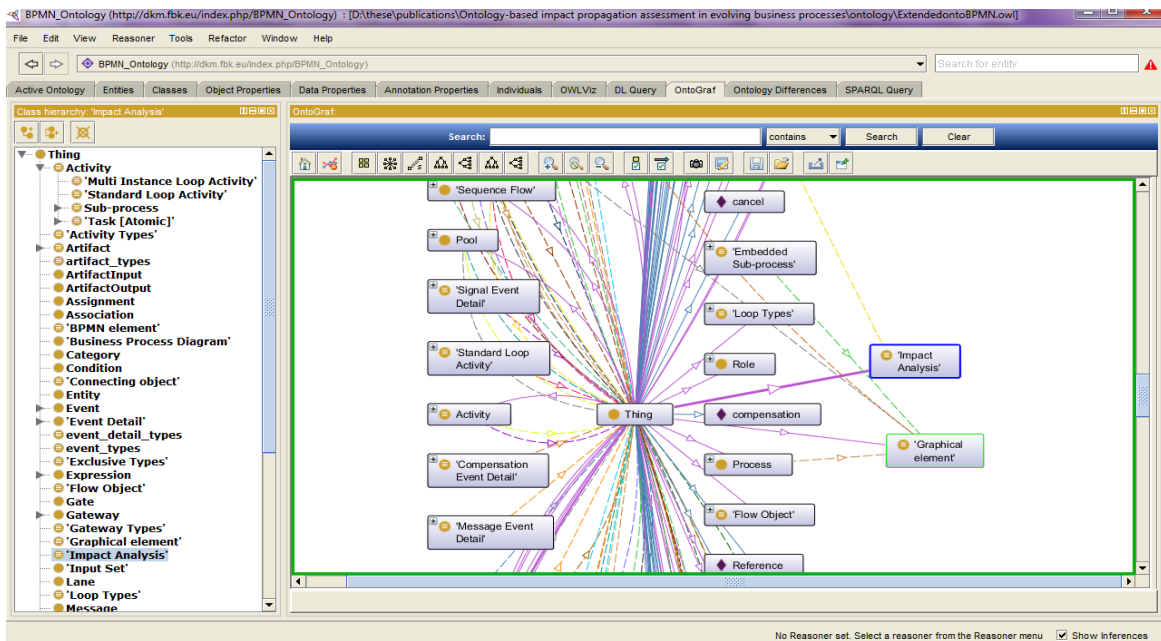 BPMN_Ontology (http://dkm.fbk.eu/index.php/BPMN_Ontology) : [D:\these\publications\Ontology-based impact propagation assessment in evolving business processes\ontology\ExtendedontoBPMN.owl]
File Edit View Reasoner Tools Refactor Window Help
BPMN_Ontology (http://dkm.fbk.eu/index.php/BPMN_Ontology)
Search for entity
Active Ontology Entities Classes Object Properties Data Properties Annotation Properties Individuals OWLViz DL Query OntoGraf Ontology Differences SPARQL Query
Class hierarchy: 'Impact Analysis'
Thing
Activity
'Multi Instance Loop Activity'
'Standard Loop Activity'
Sub-process
'Task [Atomic]'
'Activity Types'
Artifact
artifact_types
ArtifactInput
ArtifactOutput
Assignment
Association
'BPMN element'
'Business Process Diagram'
Category
Condition
'Connecting object'
Entity
Event
'Event Detail'
event_detail_types
event_types
'Exclusive Types'
Expression
'Flow Object'
Gate
Gateway
'Gateway Types'
'Graphical element'
'Impact Analysis'
'Input Set'
Lane
'Loop Types'
Message
OntoGraf:
Search: contains Search Clear
'Sequence Flow'
cancel
Pool
'Embedded
Sub-process'
'Signal Event
Detail'
'Loop Types'
'Standard Loop
Activity'
Role
'Impact
Analysis'
Activity
Thing
compensation
'Graphical
element'
'Compensation
Event Detail'
Process
'Message Event
Detail'
'Flow Object'
Reference
No Reasoner set. Select a reasoner from the Reasoner menu Show Inferences